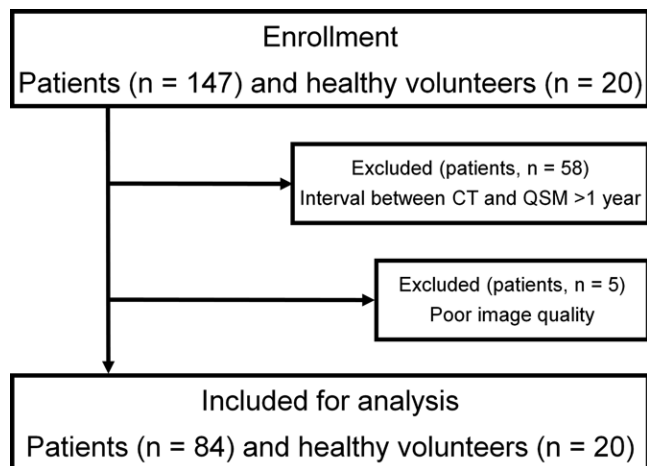 Enrollment
Patients (n = 147) and healthy volunteers (n = 20)
Excluded (patients, n = 58)
Interval between CT and QSM >1 year
Excluded (patients, n = 5)
Poor image quality
Included for analysis
Patients (n = 84) and healthy volunteers (n = 20)